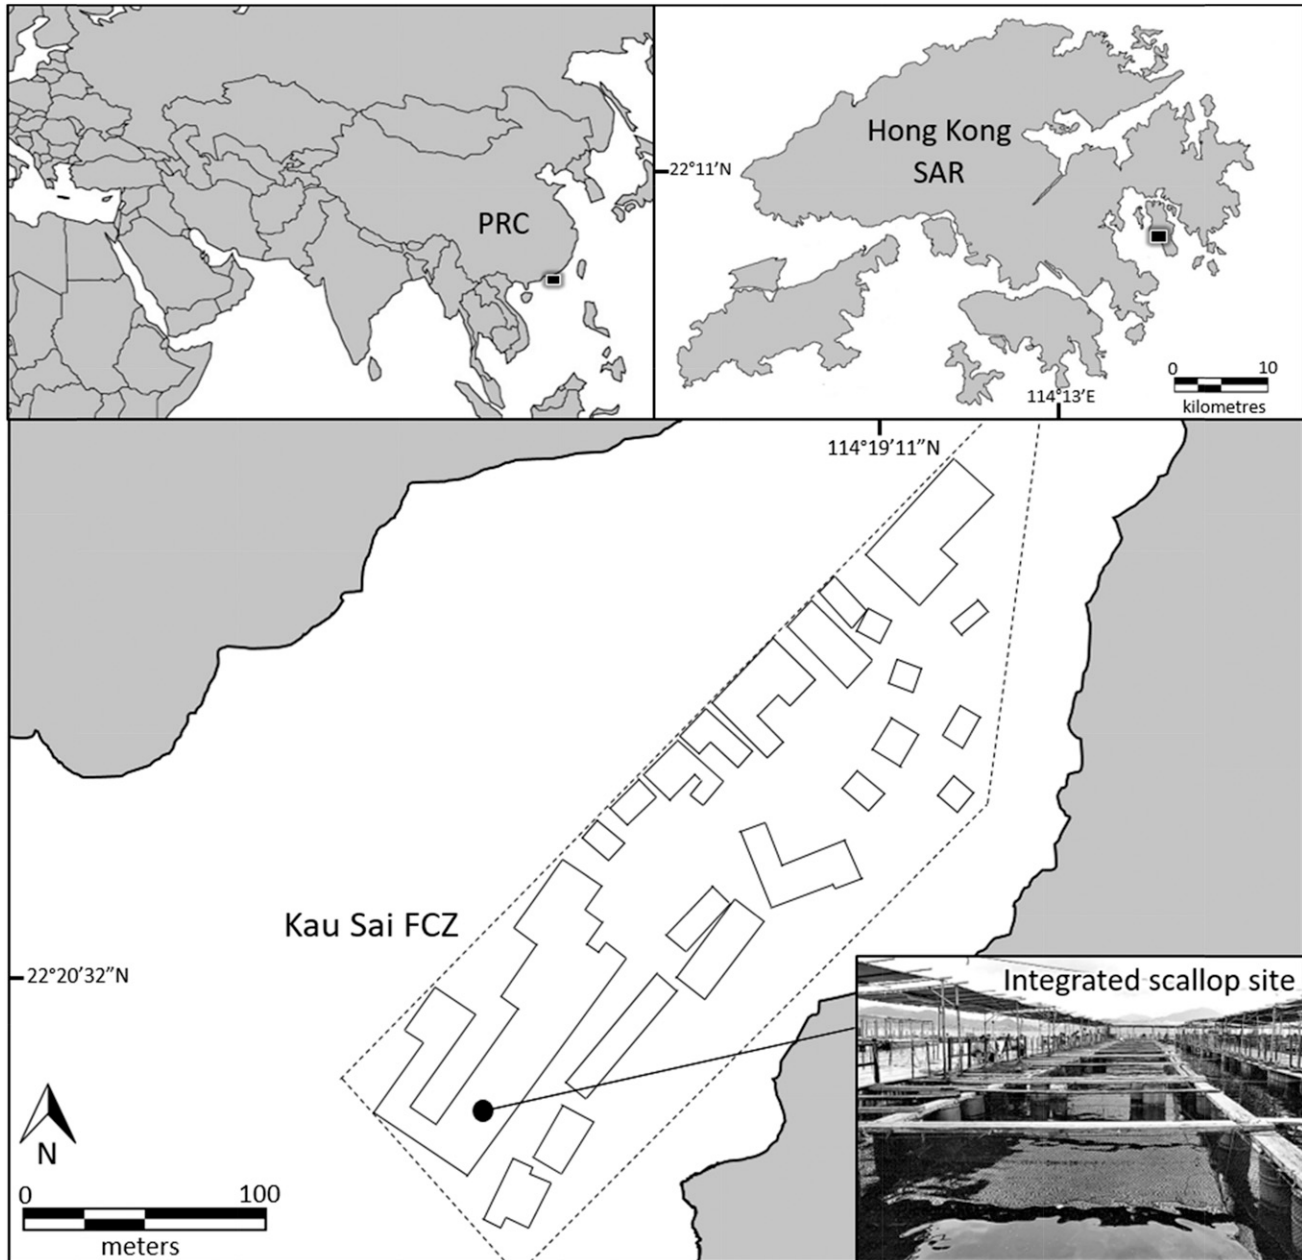 PRC
Hong Kong
SAR
22°11'N
0 10
kilometres
114°13'E
114°19'11"N
Kau Sai FCZ
22°20'32"N
Integrated scallop site
N
0 100
meters